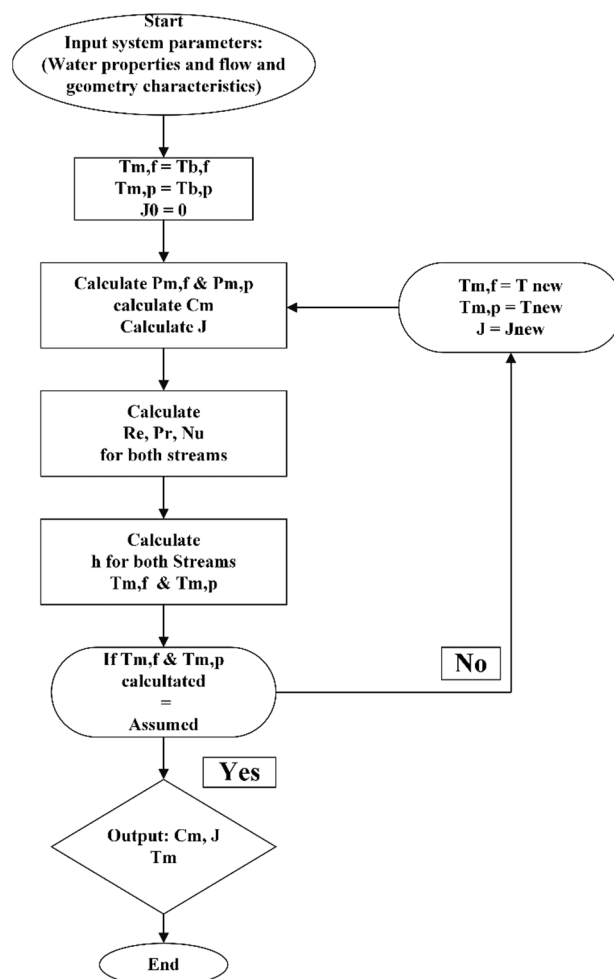 Start
Input system parameters:
(Water properties and flow and
geometry characteristics)
Tm,f = Tb,f
Tm,p = Tb,p
J0 = 0
Calculate Pm,f & Pm,p
calculate Cm
Calculate J
Tm,f = T new
Tm,p = Tnew
J = Jnew
Calculate
Re, Pr, Nu
for both streams
Calculate
h for both Streams
Tm,f & Tm,p
If Tm,f & Tm,p
calcultated
=
Assumed
No
Yes
Output: Cm, J
Tm
End